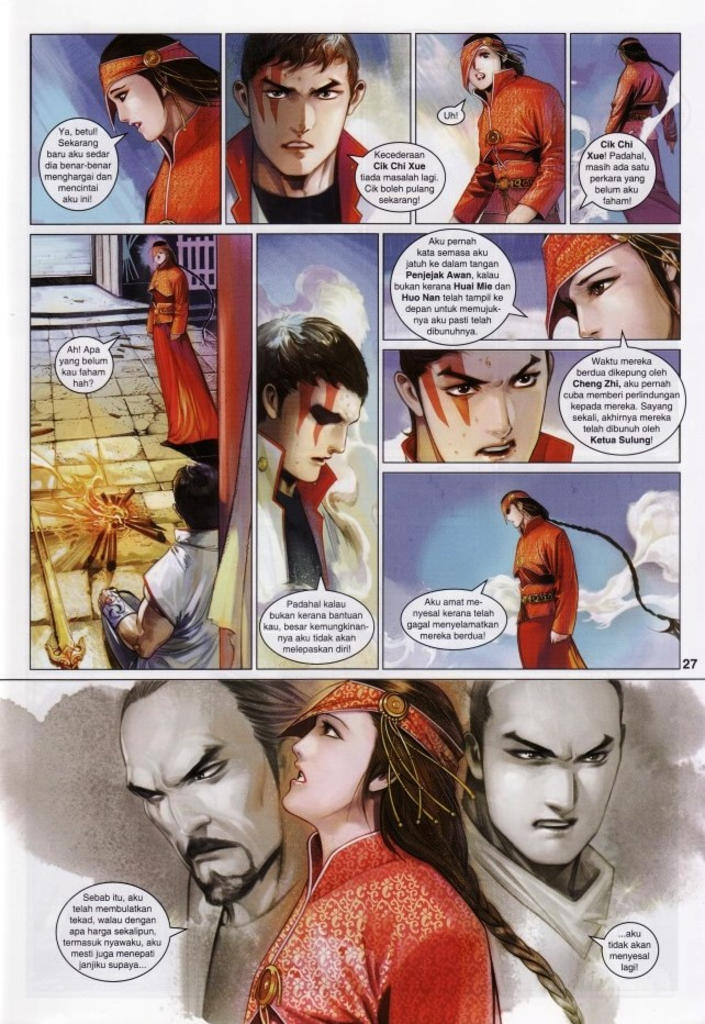 Ya, betul!
Sekarang
baru aku sedar
dia benar-benar
menghargai dan
mencintai
aku ini!
Kecederaan
Cik Chi Xue
tiada masalah lagi.
Cik boleh pulang
sekarang!
Uh!
Cik Chi
Xue! Padahal,
masih ada satu
perkara yang
belum aku
faham!
Ah! Apa
yang belum
kau faham
hah?
Padahal kalau
bukan kerana bantuan
kau, besar kemungkinan-
nya aku tidak akan
melepaskan diri!
Aku pernah
kata semasa aku
jatuh ke dalam tangan
Penjejak Awan, kalau
bukan kerana Huai Mie dan
Huo Nan telah tampil ke
depan untuk memujuk-
nya aku pasti telah
dibunuhnya.
Waktu mereka
berdua dikepung oleh
Cheng Zhi, aku pernah
cuba memberi perlindungan
kepada mereka. Sayang
sekali, akhirnya mereka
telah dibunuh oleh
Ketua Sulung!
Aku amat me-
nyesal kerana telah
gagal menyelamatkan
mereka berdua!
27
Sebab itu, aku
telah membulatkan
tekad, walau dengan
apa harga sekalipun,
termasuk nyawaku, aku
mesti juga menepati
janjiku supaya...
...aku
tidak akan
menyesal
lagi!